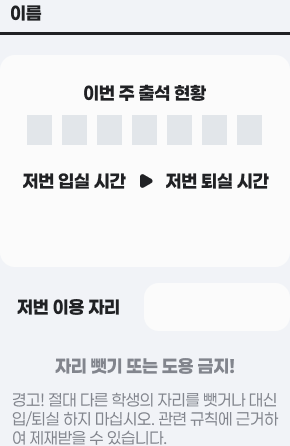 이름
이번 주 출석 현황
저번 입실 시간 ▶ 저번 퇴실 시간
저번 이용 자리
자리 뺏기 또는 도용 금지!
경고! 절대 다른 학생의 자리를 뺏거나 대신
입/퇴실 하지 마십시오. 관련 규칙에 근거하
여 제재받을 수 있습니다.